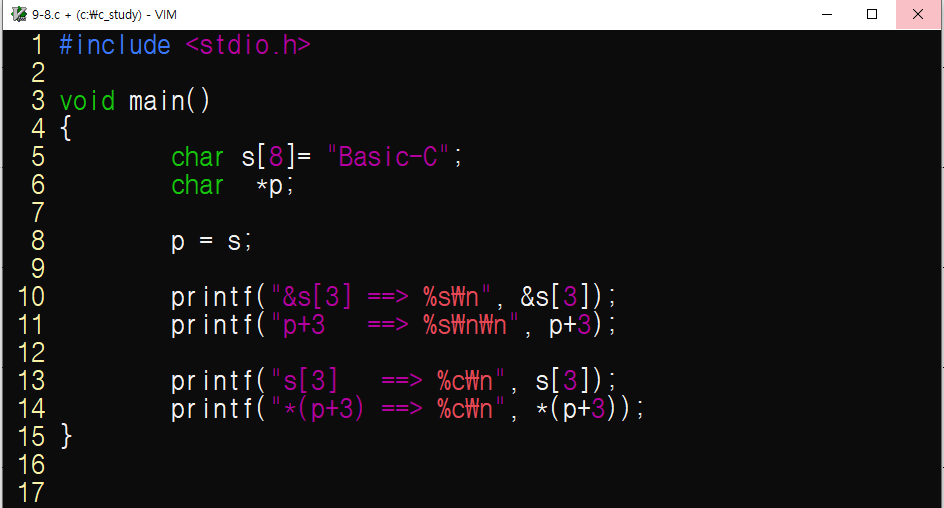 9-8.c + (c:\c_study) - VIM
1 #include <stdio.h>
2
3 void main()
4 {
5 char s[8]= "Basic-C";
6 char  *p;
7
8 p = s;
9
10 printf("&s[3] ==> %s₩n", &s[3]);
11 printf("p+3   ==> %s₩n₩n", p+3);
12
13 printf("s[3]  ==> %c₩n", s[3]);
14 printf("*(p+3) ==> %c₩n", *(p+3));
15 }
16
17